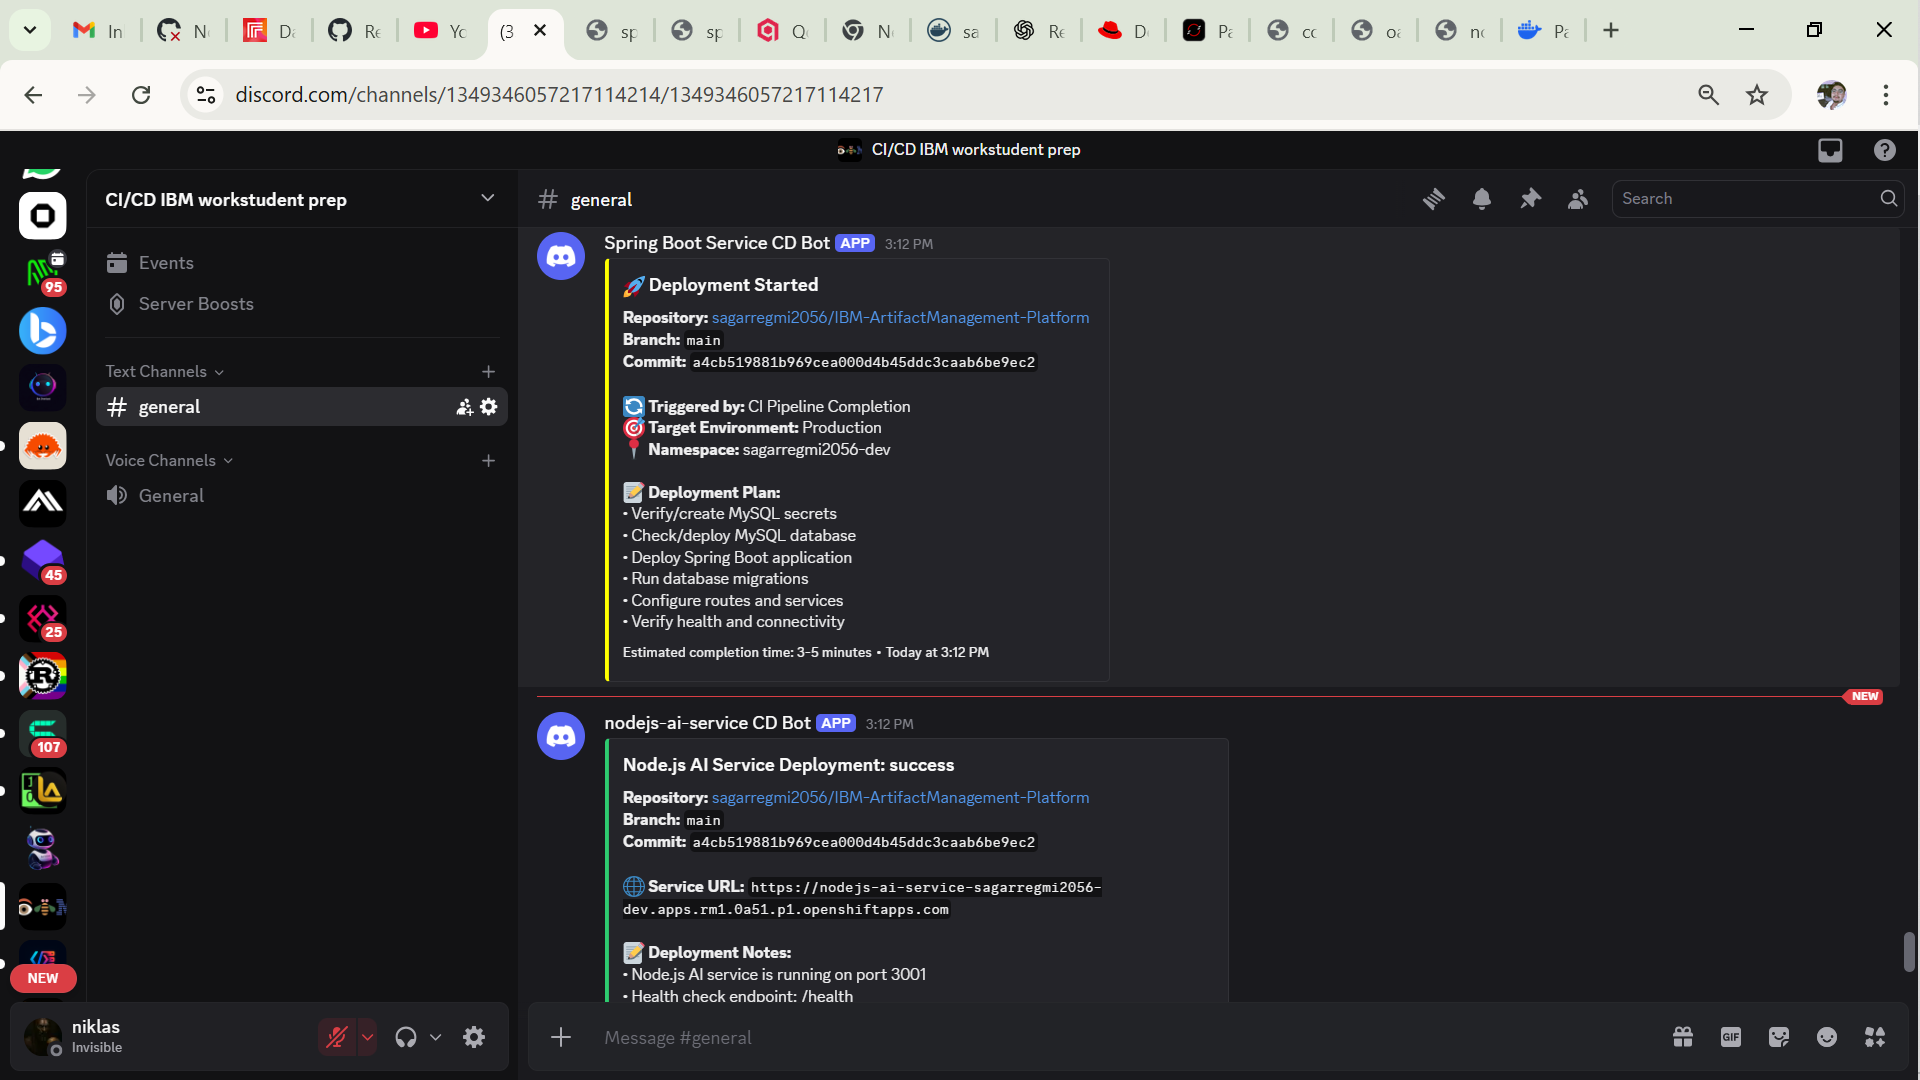 In
N
Da
Re
Yo
(3
sp
sp
Qu
Ne
sa
Re
D
Pa
cc
oa
no
Pa
discord.com/channels/1349346057217114214/1349346057217114217
CI/CD IBM workstudent prep
95
45
25
107
NEW
CI/CD IBM workstudent prep
Events
Server Boosts
Text Channels
general
Voice Channels
General
niklas
Invisible
general
Search
Spring Boot Service CD Bot APP 3:12 PM
🚀 Deployment Started
Repository: sagarregmi2056/IBM-ArtifactManagement-Platform
Branch: main
Commit: a4cb519881b969cea000d4b45ddc3caab6be9ec2
🔄 Triggered by: CI Pipeline Completion
🎯 Target Environment: Production
📍 Namespace: sagarregmi2056-dev
📝 Deployment Plan:
• Verify/create MySQL secrets
• Check/deploy MySQL database
• Deploy Spring Boot application
• Run database migrations
• Configure routes and services
• Verify health and connectivity
Estimated completion time: 3-5 minutes • Today at 3:12 PM
NEW
nodejs-ai-service CD Bot APP 3:12 PM
Node.js AI Service Deployment: success
Repository: sagarregmi2056/IBM-ArtifactManagement-Platform
Branch: main
Commit: a4cb519881b969cea000d4b45ddc3caab6be9ec2
🌐 Service URL: https://nodejs-ai-service-sagarregmi2056-
dev.apps.rm1.0a51.p1.openshiftapps.com
📝 Deployment Notes:
• Node.js AI service is running on port 3001
• Health check endpoint: /health
Message #general
GIF